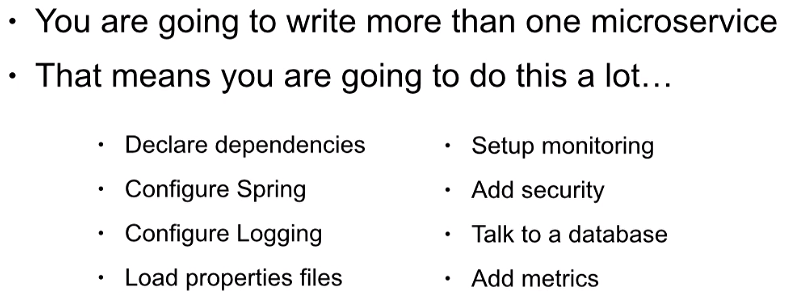 • You are going to write more than one microservice
• That means you are going to do this a lot…
• Declare dependencies
• Configure Spring
• Configure Logging
• Load properties files
• Setup monitoring
• Add security
• Talk to a database
• Add metrics